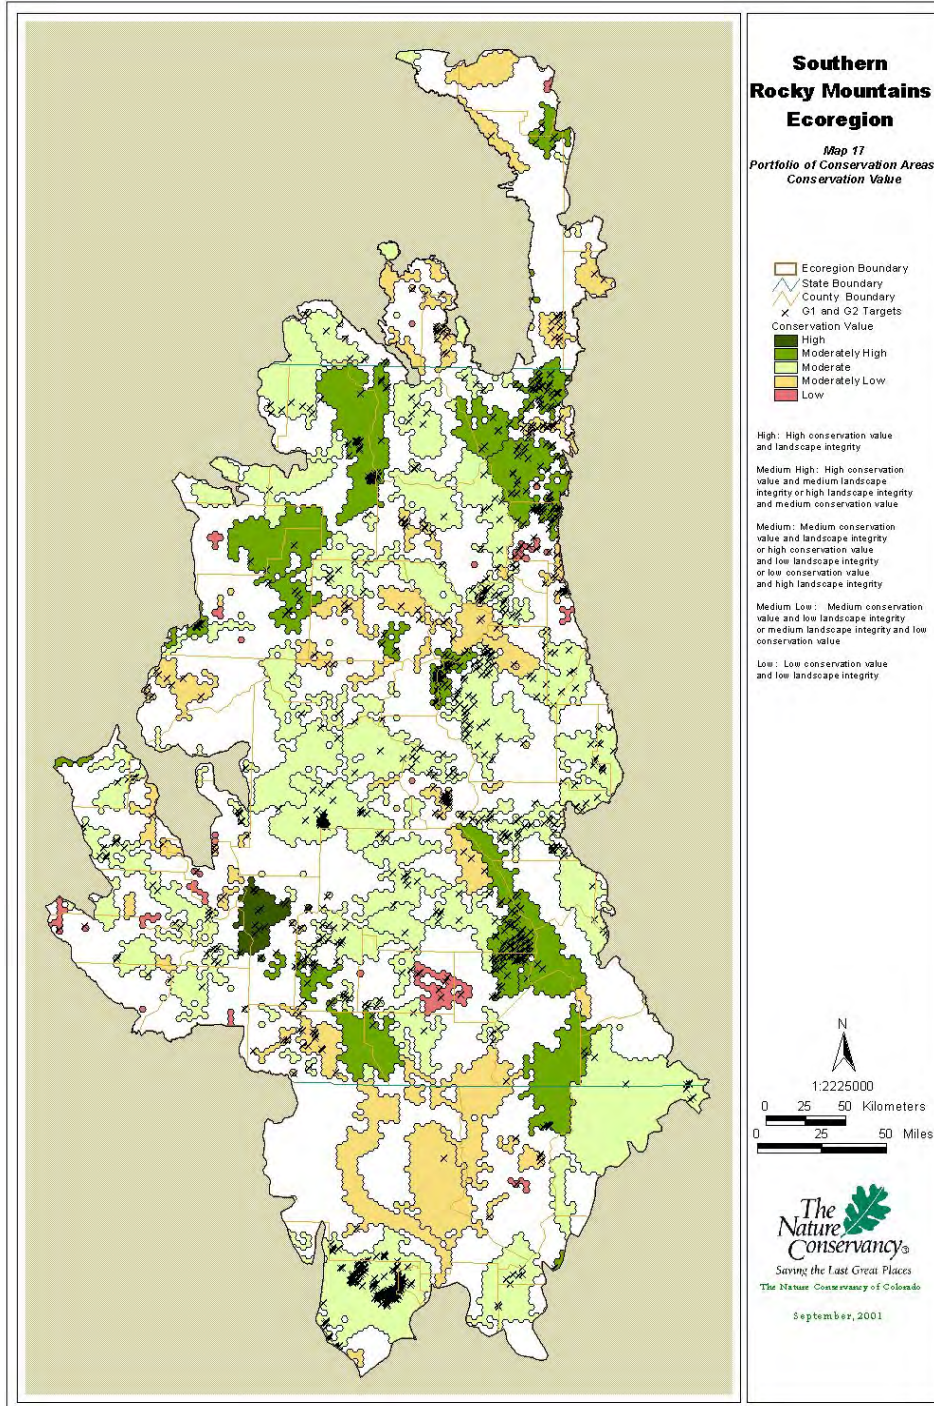 Southern
Rocky Mountains
Ecoregion
Map 17
Portfolio of Conservation Areas
Conservation Value
Ecoregion Boundary
State Boundary
County Boundary
G1 and G2 Targets
Conservation Value
High
Moderately High
Moderate
Moderately Low
Low
High: High conservation value
and landscape integrity
Medium High: High conservation
value and medium landscape
integrity or high landscape integrity
and medium conservation value
Medium: Medium conservation
value and landscape integrity
or high conservation value
and low landscape integrity
or low conservation value
and high landscape integrity
Medium Low: Medium conservation
value and low landscape integrity
or medium landscape integrity and low
conservation value
Low: Low conservation value
and low landscape integrity
N
1:2225000
0 25 50 Kilometers
0 25 50 Miles
The
Nature
Conservancy®
Saving the Last Great Places
The Nature Conservancy of Colorado
September, 2001